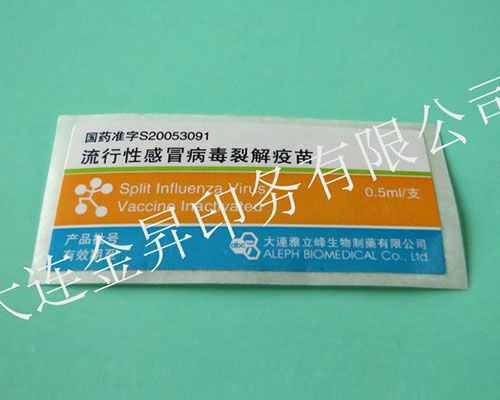 国药准字S20053091
流行性感冒病毒裂解疫苗
Split Influenza Virus
Vaccine Inactivated
0.5ml/支
产品批号
有效期至
abc
大連雅立峰生物制藥有限公司
ALEPH BIOMEDICAL Co., Ltd.
大连金昇印务有限公司